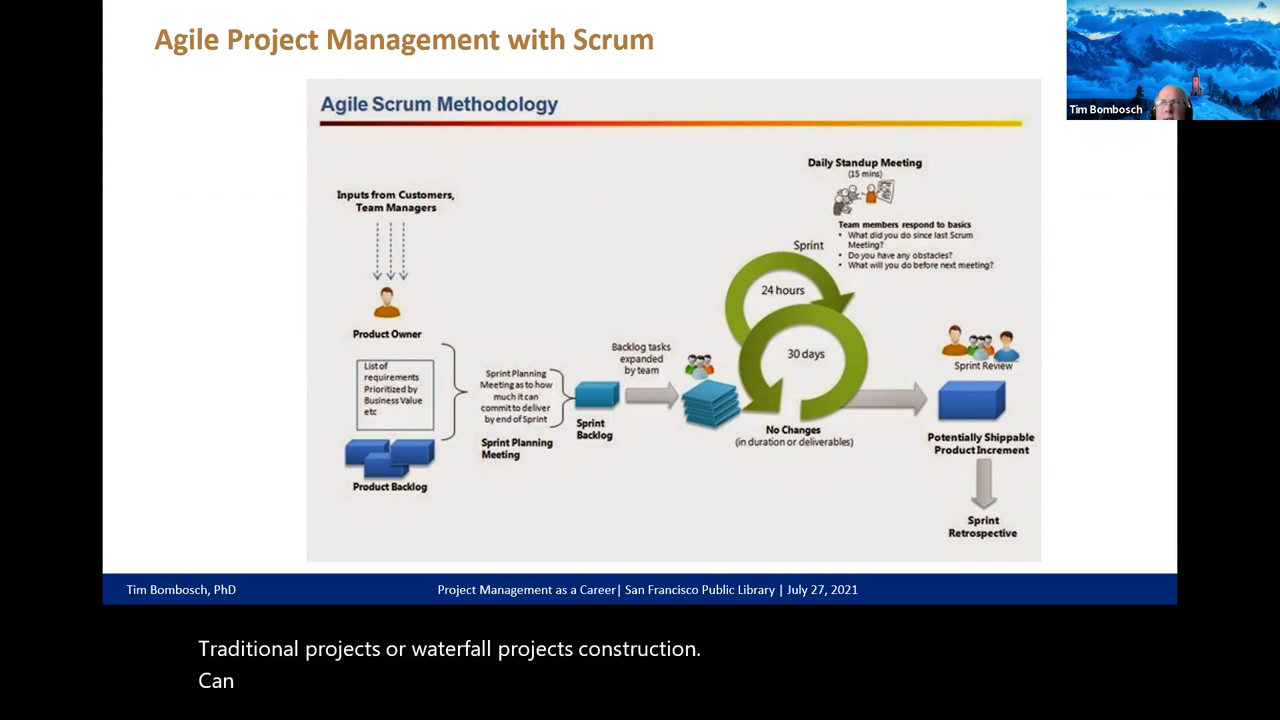 Agile Project Management with Scrum
Tim Bombosch
Agile Scrum Methodology
Inputs from Customers,
Team Managers
Product Owner
List of
requirements
Prioritized by
Business Value
etc
Product Backlog
Sprint Planning
Meeting as to how
much it can
commit to deliver
by end of Sprint
Sprint Planning
Meeting
Sprint
Backlog
Backlog tasks
expanded
by team
Daily Standup Meeting
(15 mins)
Team members respond to basics
• What did you do since last Scrum
Meeting?
• Do you have any obstacles?
• What will you do before next meeting?
Sprint
24 hours
30 days
No Changes
(in duration or deliverables)
Sprint Review
Potentially Shippable
Product Increment
Sprint
Retrospective
Tim Bombosch, PhD
Project Management as a Career| San Francisco Public Library | July 27, 2021
Traditional projects or waterfall projects construction.
Can